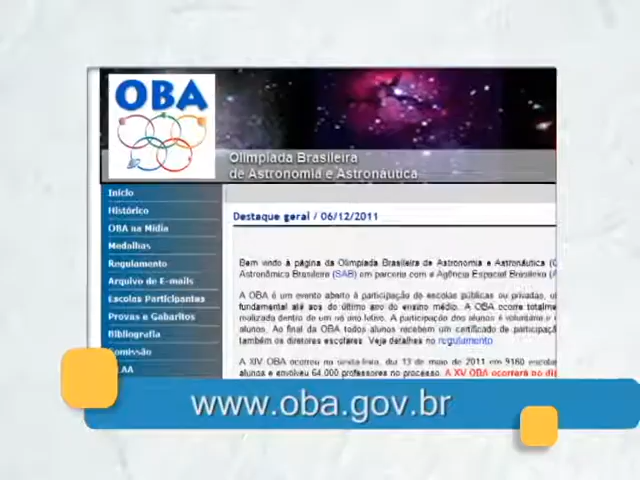 OBA
Olimpíada Brasileira
de Astronomia e Astronáutica
Início
Histórico
OBA na Mídia
Medalhas
Regulamento
Arquivo de E-mails
Escolas Participantes
Provas e Gabaritos
Bibliografia
Comissão
Destaque geral / 06/12/2011
Bem vindo à página da Olimpíada Brasileira de Astronomia e Astronáutica (
Astronômica Brasileira (SAB) em parceria com a Agência Espacial Brasileira (
A OBA é um evento aberto à participação de escolas públicas ou privadas,
fundamental até aos do último ano do ensino médio. A OBA ocorre
realizada dentro de um só ano letivo. A participação dos alunos é voluntária e
alunos. Ao final da OBA todos alunos recebem um certificado de
também os diretores escolares. Veja detalhes no regulamento
A XIV OBA ocorreu na sexta-feira, dia 13 de maio de 2011 em 9160
alunos e envolveu 64.000 professores no processo. A XV OBA ocorrerá no
www.oba.gov.br